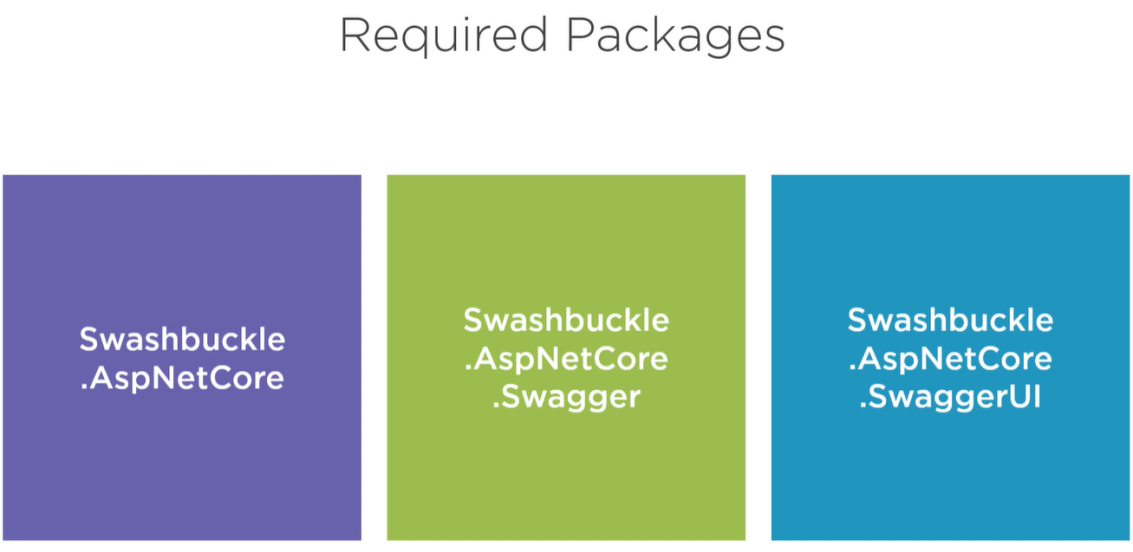 Required Packages
Swashbuckle
.AspNetCore
Swashbuckle
.AspNetCore
.Swagger
Swashbuckle
.AspNetCore
.SwaggerUI